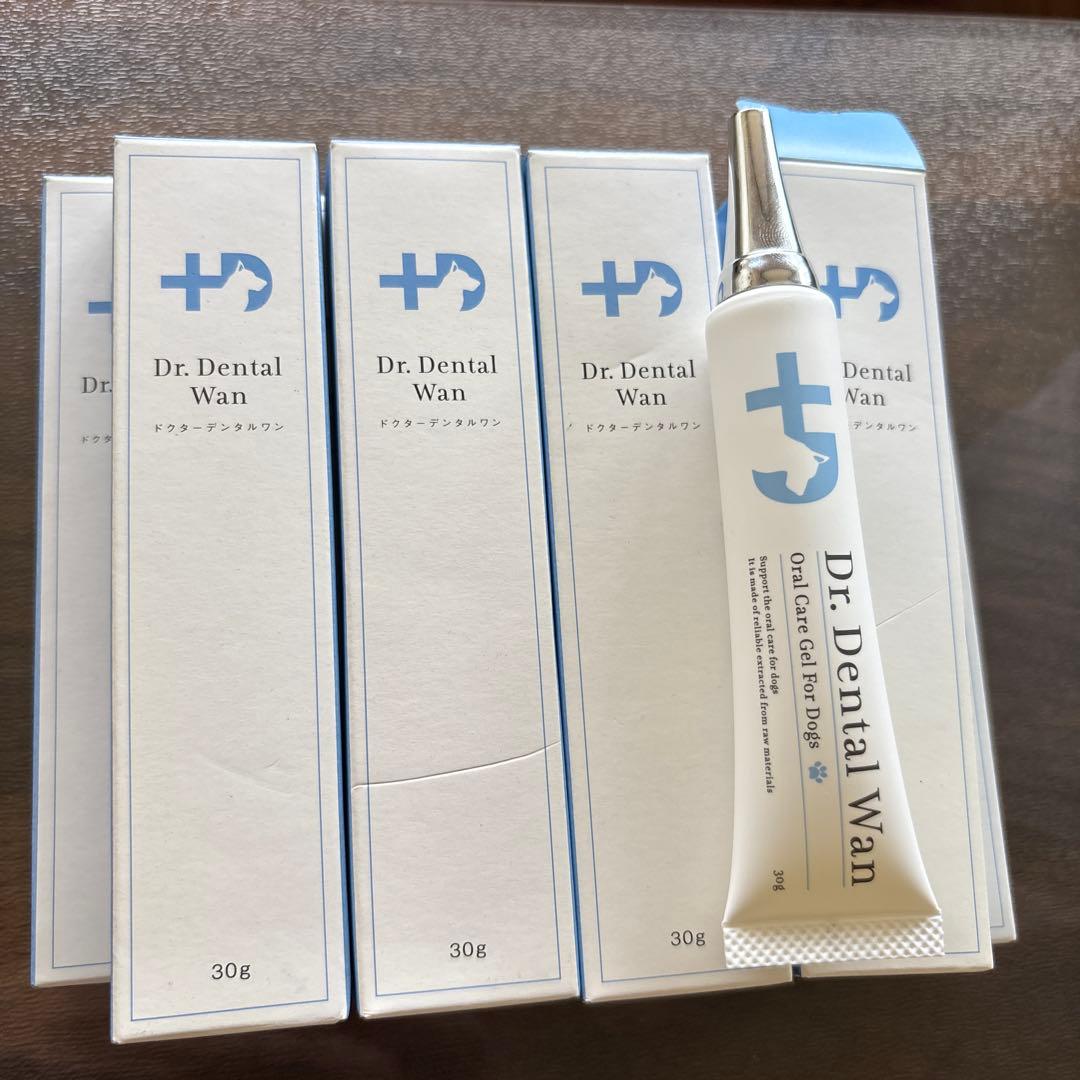 Dr.
ドクタ
Dr. Dental
Wan
ドクターデンタルワン
30g
Dr. Dental
Wan
ドクターデンタルワン
30g
Dr. Dental
Wan
ドクターデンタルワン
30g
Dental
Wan
デンタルワン
Dr. Dental Wan
Oral Care Gel For Dogs
Support the oral care for dogs
It is made of reliable extracted from raw materials
30g